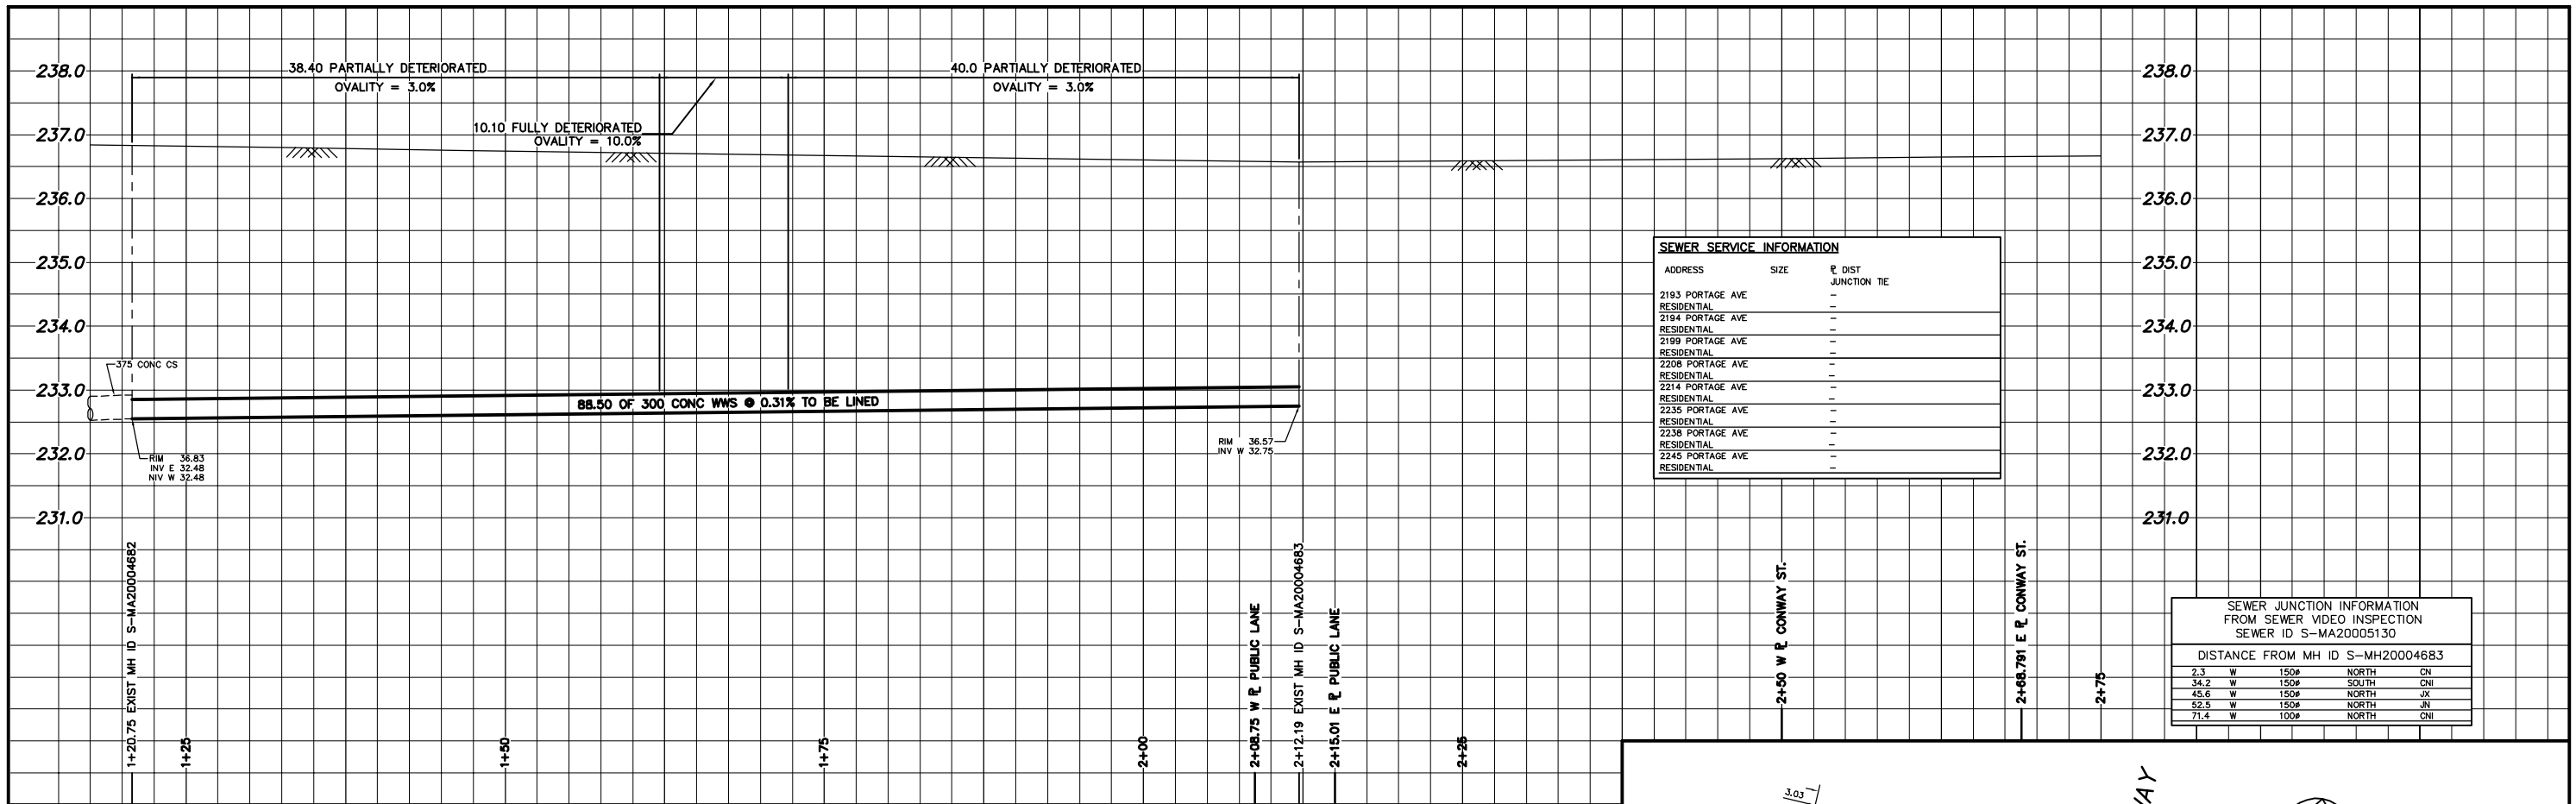 238.0
237.0
236.0
235.0
234.0
233.0
232.0
231.0
38.40 PARTIALLY DETERIORATED
OVALITY = 3.0%
10.10 FULLY DETERIORATED
OVALITY = 10.0%
40.0 PARTIALLY DETERIORATED
OVALITY = 3.0%
375 CONC CS
88.50 OF 300 CONC WWS @ 0.31% TO BE LINED
RIM 36.83
INV E 32.48
NIV W 32.48
RIM 36.57
INV W 32.75
SEWER SERVICE INFORMATION
ADDRESS SIZE ⅊ DIST
JUNCTION TIE
2193 PORTAGE AVE –
RESIDENTIAL –
2194 PORTAGE AVE –
RESIDENTIAL –
2199 PORTAGE AVE –
RESIDENTIAL –
2208 PORTAGE AVE –
RESIDENTIAL –
2214 PORTAGE AVE –
RESIDENTIAL –
2235 PORTAGE AVE –
RESIDENTIAL –
2238 PORTAGE AVE –
RESIDENTIAL –
2245 PORTAGE AVE –
RESIDENTIAL –
238.0
237.0
236.0
235.0
234.0
233.0
232.0
231.0
1+20.75 EXIST MH ID S-MA20004682
1+25
1+50
1+75
2+00
2+08.75 W ⅊ PUBLIC LANE
2+12.19 EXIST MH ID S-MA20004683
2+15.01 E ⅊ PUBLIC LANE
2+25
2+50 W ⅊ CONWAY ST.
2+68.791 E ⅊ CONWAY ST.
2+75
SEWER JUNCTION INFORMATION
FROM SEWER VIDEO INSPECTION
SEWER ID S-MA20005130
DISTANCE FROM MH ID S-MH20004683
2.3 W 150ø NORTH CN
34.2 W 150ø SOUTH CNI
45.6 W 150ø NORTH JX
52.5 W 150ø NORTH JN
71.4 W 100ø NORTH CNI
3.03
WAY